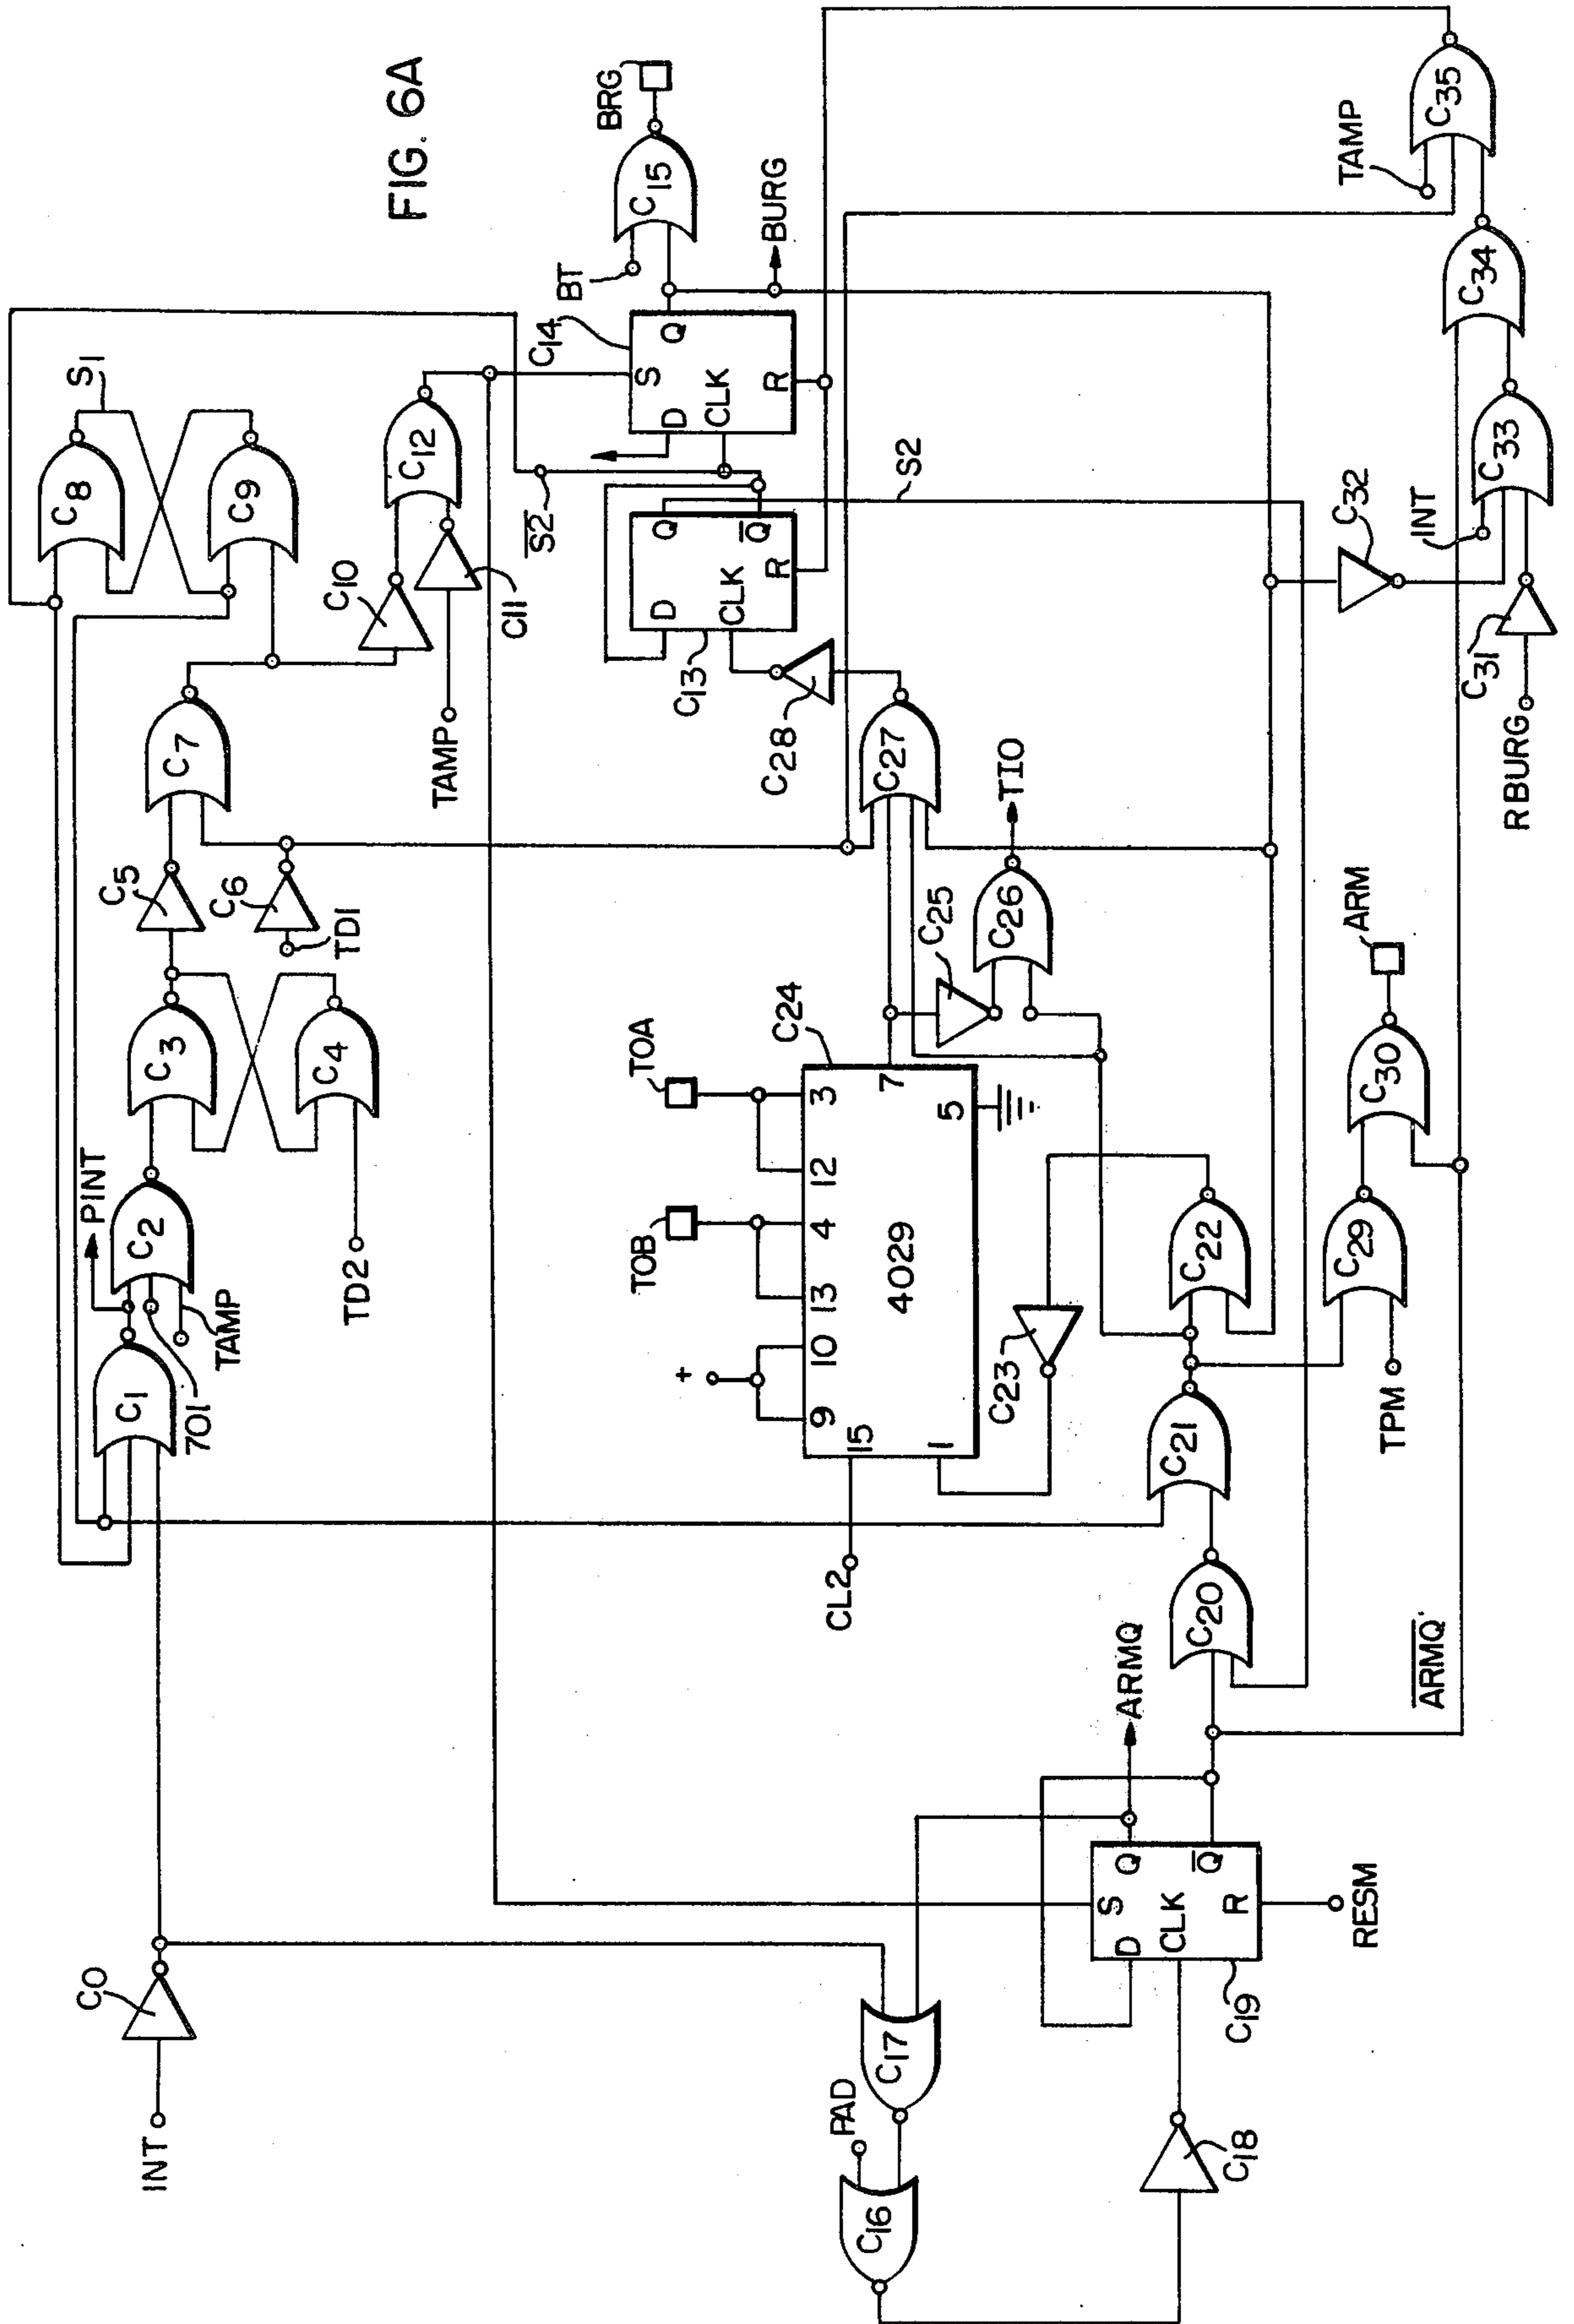 FIG. 6A
INT
C0
C1
PINT
C2
701
TAMP
C3
C4
TD2
C5
C6
TD1
C7
C8
S1
C9
C10
C11
TAMP
C12
S2
C14
D S Q
CLK
R
BT
C15
BRG
BURG
C13
D Q
CLK Q
R
S2
C28
C27
TOA
TOB
+
C24
9 10 13 4 12 3
15 4029 7
1 5
CL2
C25
C26
TIO
C23
C22
C21
C20
PAD
C16
C17
C18
C19
D S Q
CLK Q
R
RESM
ARMQ
ARMQ
TPM
C29
C30
ARM
RBURG
C31
C32
INT
C33
C34
C35
TAMP